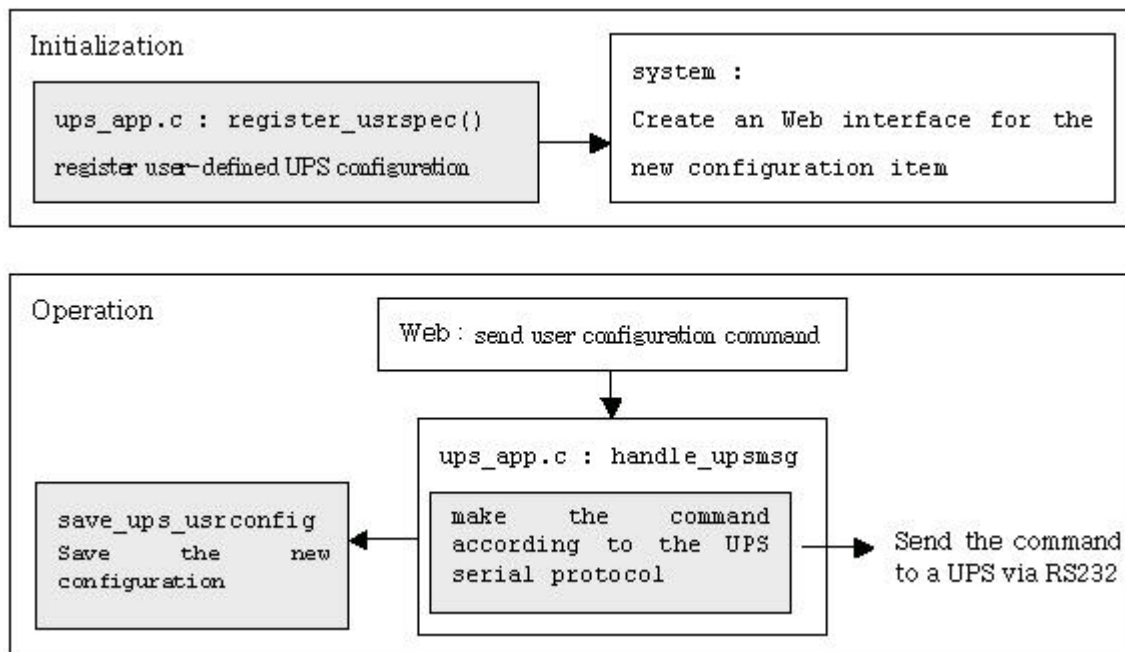 Initialization
ups_app.c : register_usrspec()
register user-defined UPS configuration
system :
Create an Web interface for the
new configuration item
Operation
Web : send user configuration command
ups_app.c : handle_upsmsg
make the command
according to the UPS
serial protocol
save_ups_usrconfig
Save the new
configuration
Send the command
to a UPS via RS232